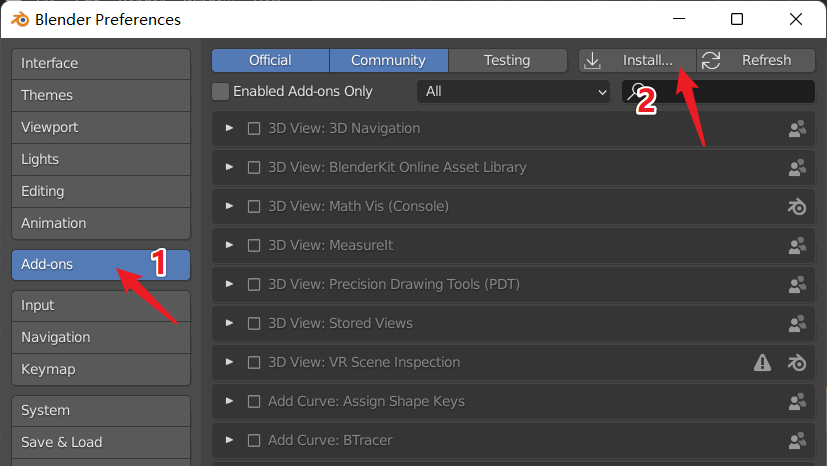 Blender Preferences
Interface
Themes
Viewport
Lights
Editing
Animation
Add-ons
1
Input
Navigation
Keymap
System
Save & Load
Official Community Testing Install... Refresh
Enabled Add-ons Only All 2
3D View: 3D Navigation
3D View: BlenderKit Online Asset Library
3D View: Math Vis (Console)
3D View: MeasureIt
3D View: Precision Drawing Tools (PDT)
3D View: Stored Views
3D View: VR Scene Inspection
Add Curve: Assign Shape Keys
Add Curve: BTracer